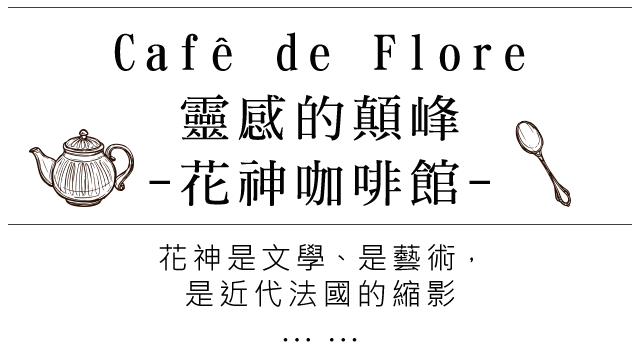 Café de Flore
靈感的顛峰
–花神咖啡館–
花神是文學、是藝術，
是近代法國的縮影
... ...